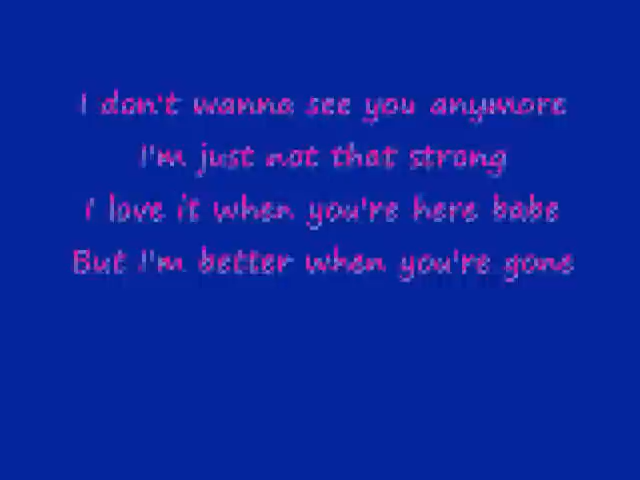 I don't wanna see you anymore
I'm just not that strong
I love it when you're here babe
But I'm better when you're gone